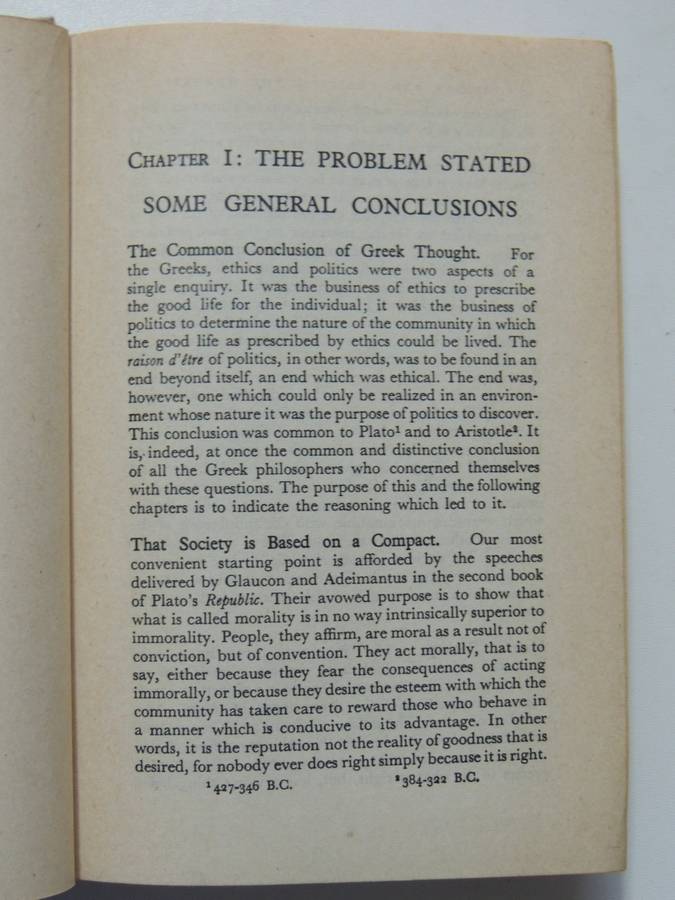 CHAPTER I: THE PROBLEM STATED
SOME GENERAL CONCLUSIONS
The Common Conclusion of Greek Thought. For
the Greeks, ethics and politics were two aspects of a
single enquiry. It was the business of ethics to prescribe
the good life for the individual; it was the business of
politics to determine the nature of the community in which
the good life as prescribed by ethics could be lived. The
raison d'être of politics, in other words, was to be found in an
end beyond itself, an end which was ethical. The end was,
however, one which could only be realized in an environ-
ment whose nature it was the purpose of politics to discover.
This conclusion was common to Plato¹ and to Aristotle². It
is, indeed, at once the common and distinctive conclusion
of all the Greek philosophers who concerned themselves
with these questions. The purpose of this and the following
chapters is to indicate the reasoning which led to it.
That Society is Based on a Compact. Our most
convenient starting point is afforded by the speeches
delivered by Glaucon and Adeimantus in the second book
of Plato's Republic. Their avowed purpose is to show that
what is called morality is in no way intrinsically superior to
immorality. People, they affirm, are moral as a result not of
conviction, but of convention. They act morally, that is to
say, either because they fear the consequences of acting
immorally, or because they desire the esteem with which the
community has taken care to reward those who behave in
a manner which is conducive to its advantage. In other
words, it is the reputation not the reality of goodness that is
desired, for nobody ever does right simply because it is right.
¹ 427-346 B.C. ² 384-322 B.C.